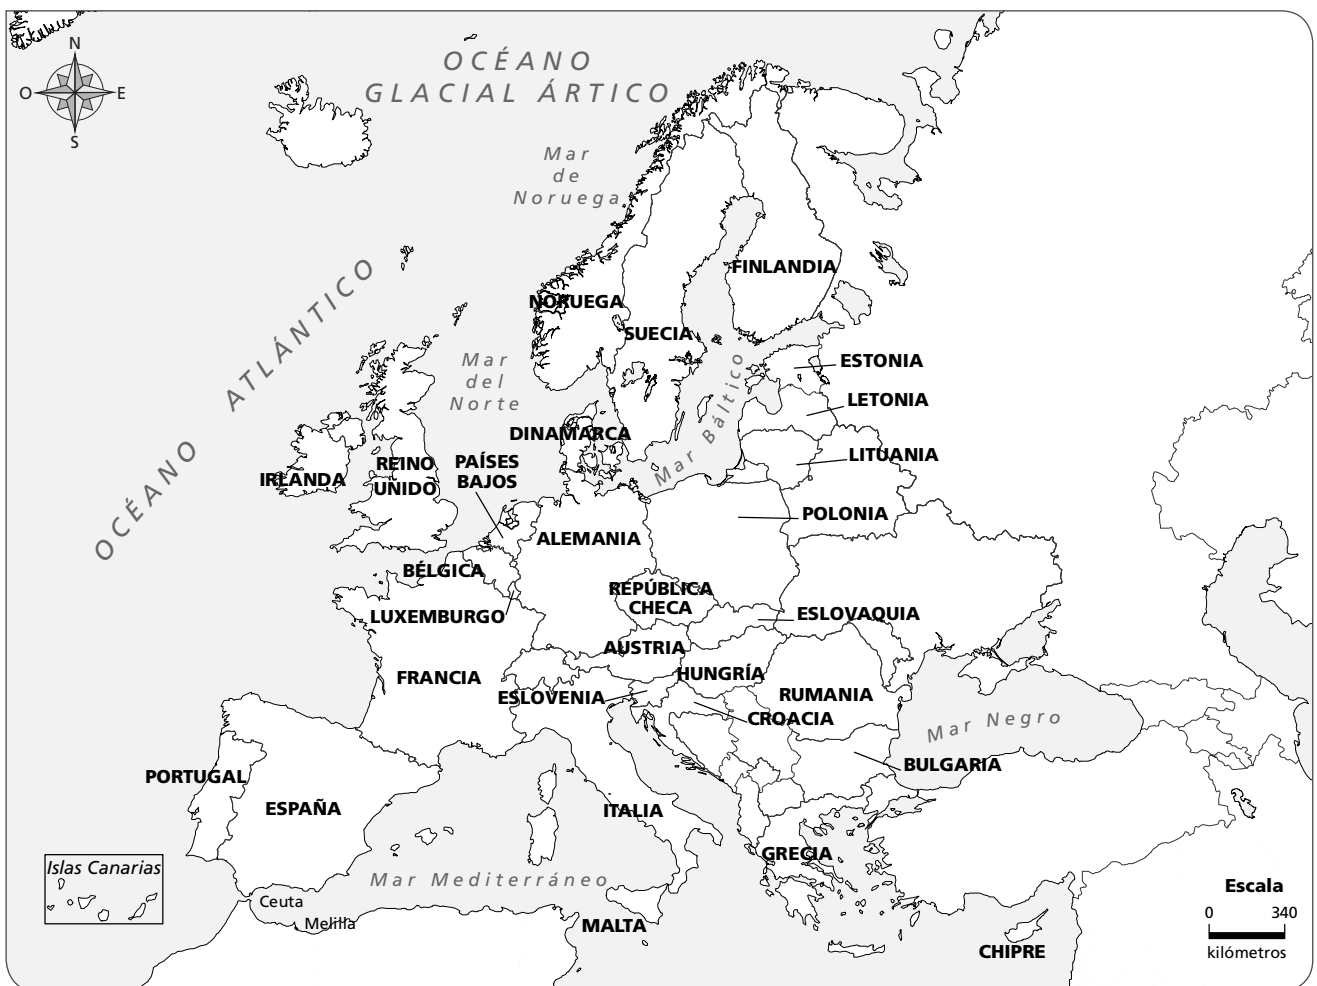 N
O
E
S
OCÉANO
GLACIAL ÁRTICO
Mar
de
Noruega
OCÉANO ATLÁNTICO
FINLANDIA
NORUEGA
SUECIA
Mar
del
Norte
ESTONIA
LETONIA
Mar Báltico
DINAMARCA
LITUANIA
IRLANDA
REINO
UNIDO
PAÍSES
BAJOS
POLONIA
ALEMANIA
BÉLGICA
REPÚBLICA
CHECA
LUXEMBURGO
ESLOVAQUIA
AUSTRIA
FRANCIA
HUNGRÍA
ESLOVENIA
RUMANIA
CROACIA
Mar Negro
BULGARIA
PORTUGAL
ESPAÑA
ITALIA
GRECIA
Islas Canarias
Mar Mediterráneo
Ceuta
Melilla
MALTA
CHIPRE
Escala
0 340
kilómetros